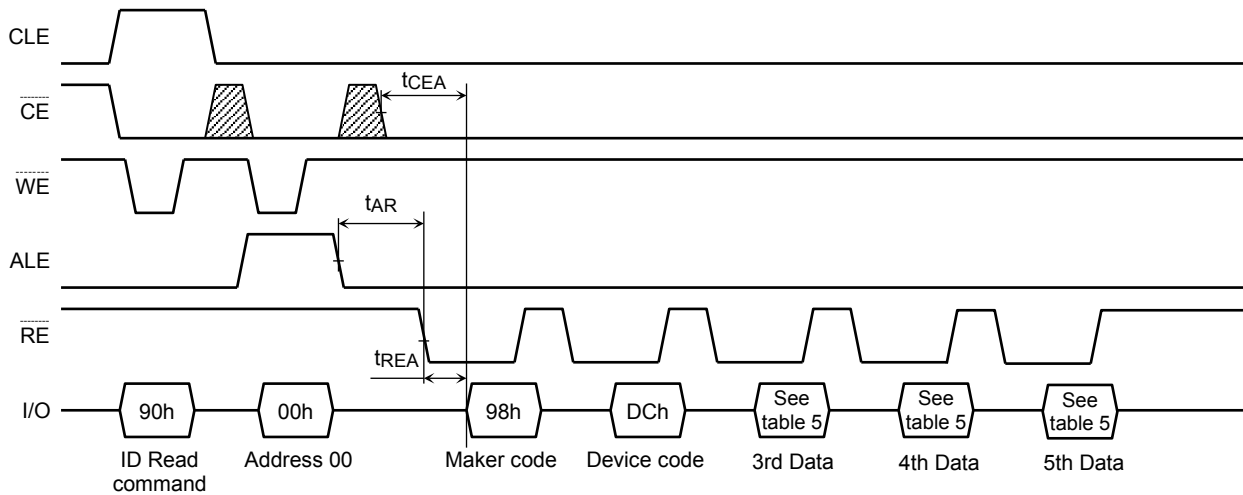 CLE
tCEA
CE
WE
tAR
ALE
RE
tREA
I/O
90h
00h
98h
DCh
See
table 5
See
table 5
See
table 5
ID Read
command
Address 00
Maker code
Device code
3rd Data
4th Data
5th Data